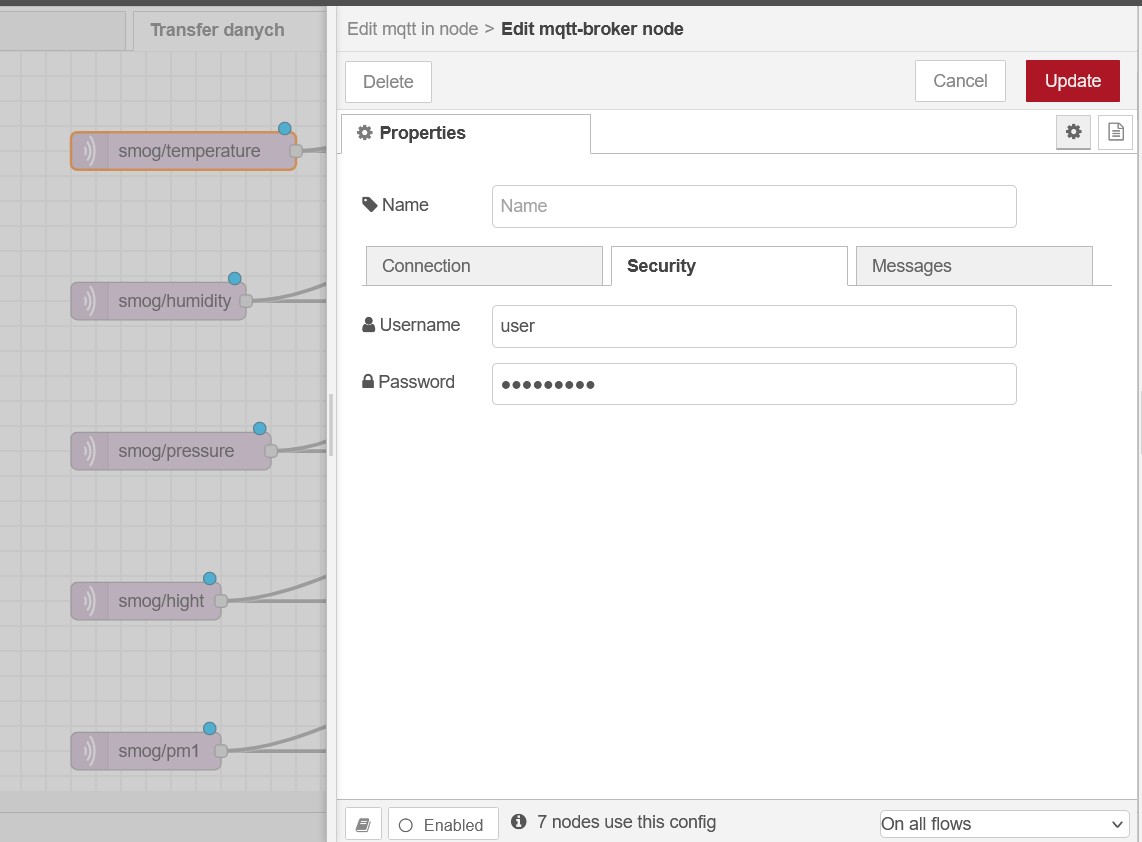 Transfer danych
Edit mqtt in node > Edit mqtt-broker node
Delete
Cancel
Update
Properties
Name
Name
Connection
Security
Messages
Username
user
Password
●●●●●●●●●
smog/temperature
smog/humidity
smog/pressure
smog/hight
smog/pm1
Enabled
7 nodes use this config
On all flows